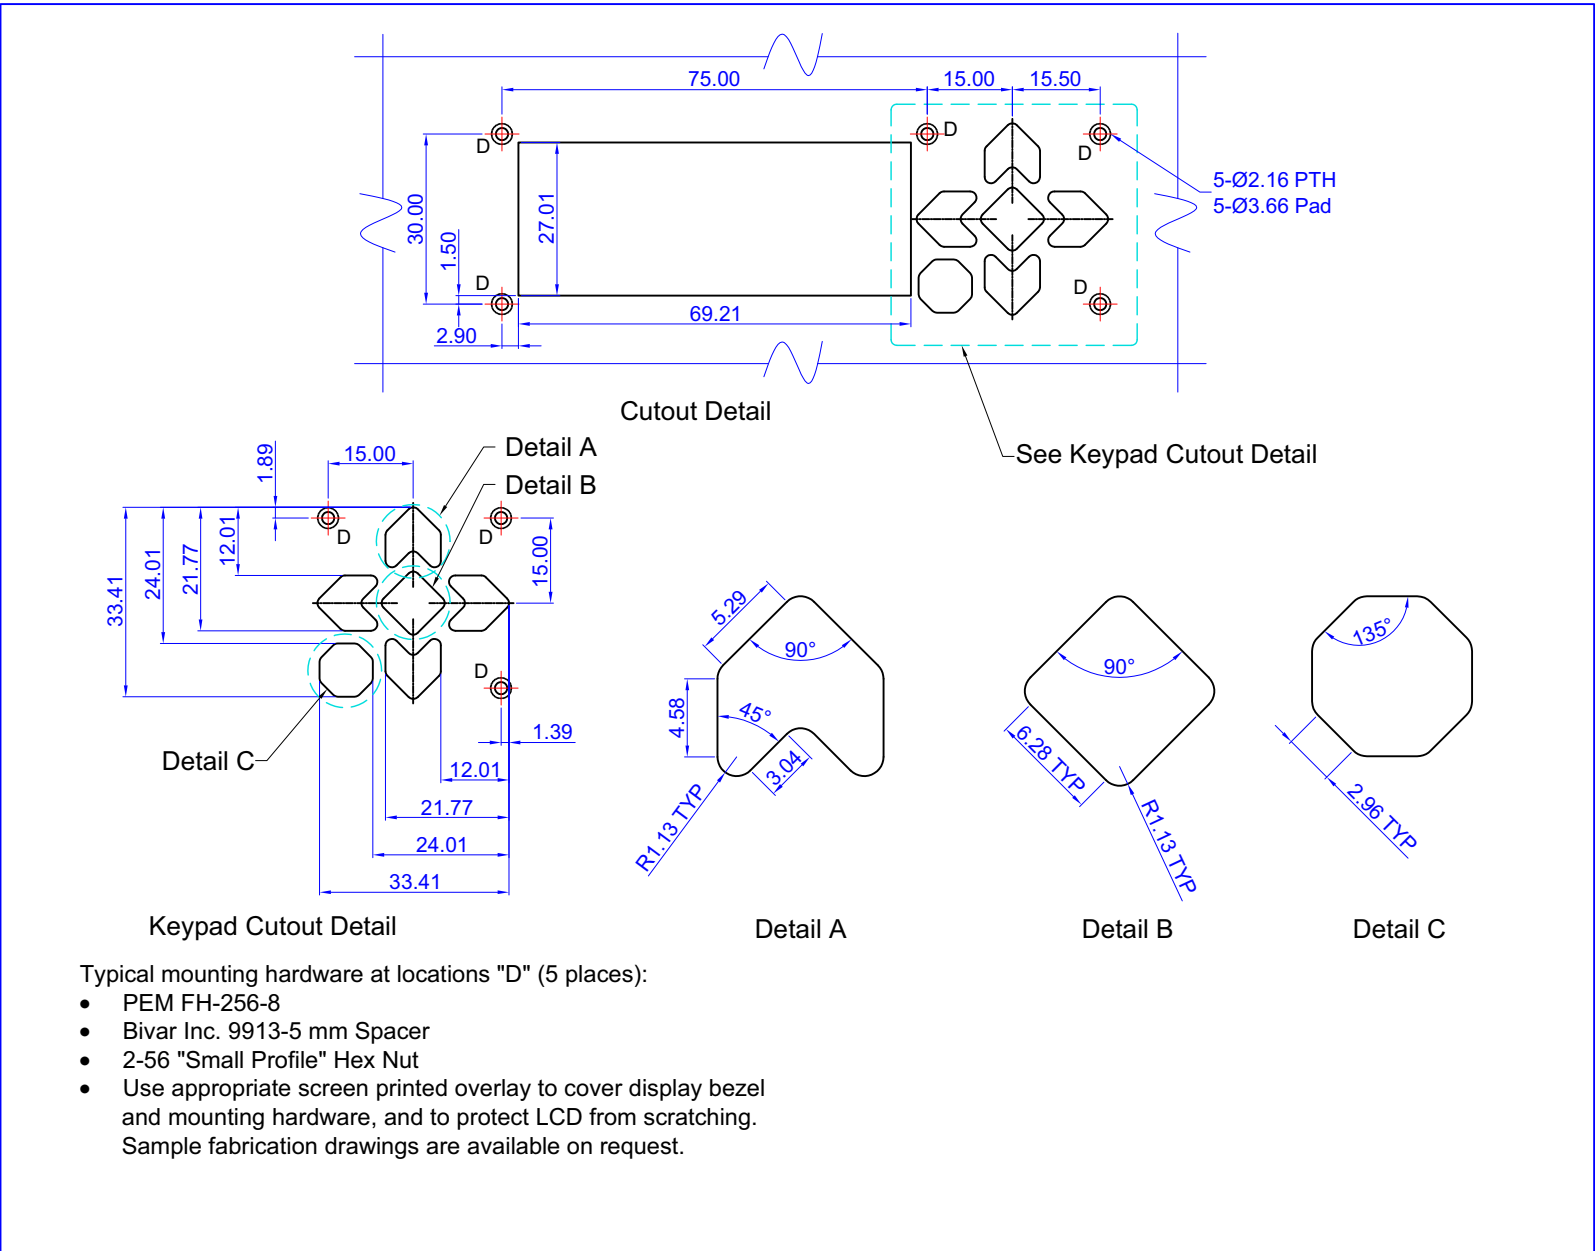 75.00
15.00
15.50
D
D
D
5-Ø2.16 PTH
5-Ø3.66 Pad
30.00
27.01
1.50
D
D
69.21
2.90
Cutout Detail
See Keypad Cutout Detail
1.89
15.00
Detail A
Detail B
D
D
33.41
24.01
21.77
12.01
15.00
D
1.39
Detail C
12.01
21.77
24.01
33.41
Keypad Cutout Detail
5.29
90°
4.58
45°
3.04
R1.13 TYP
Detail A
90°
6.28 TYP
R1.13 TYP
Detail B
135°
2.96 TYP
Detail C
Typical mounting hardware at locations "D" (5 places):
• PEM FH-256-8
• Bivar Inc. 9913-5 mm Spacer
• 2-56 "Small Profile" Hex Nut
• Use appropriate screen printed overlay to cover display bezel
and mounting hardware, and to protect LCD from scratching.
Sample fabrication drawings are available on request.